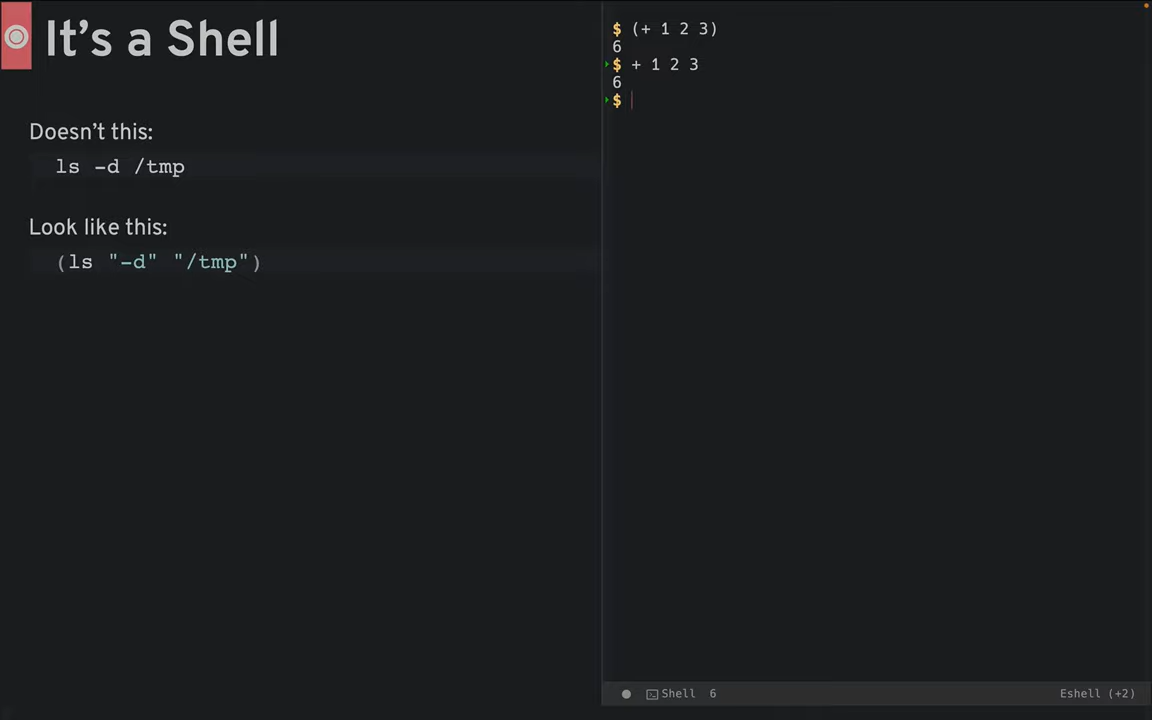 It’s a Shell
Doesn’t this:
ls -d /tmp
Look like this:
(ls "-d" "/tmp")
$ (+ 1 2 3)
6
$ + 1 2 3
6
$
Shell 6
Eshell (+2)